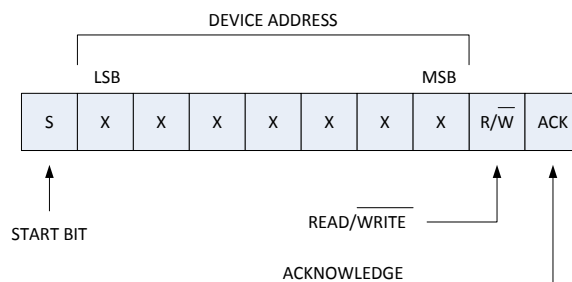 DEVICE ADDRESS
LSB MSB
S X X X X X X X R/W ACK
START BIT
READ/WRITE
ACKNOWLEDGE